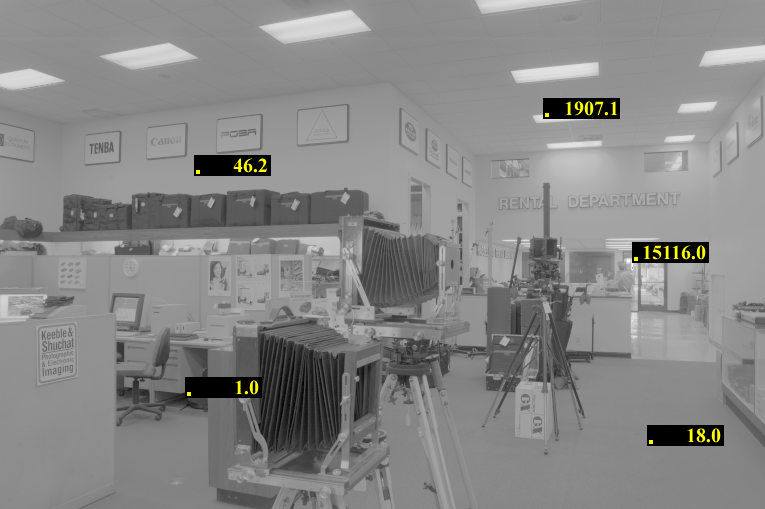 1907.1
TENBA
Canon
FOBA
46.2
RENTAL DEPARTMENT
15116.0
Keeble &
Shuchat
Photographic
& Electronic
Imaging
1.0
18.0